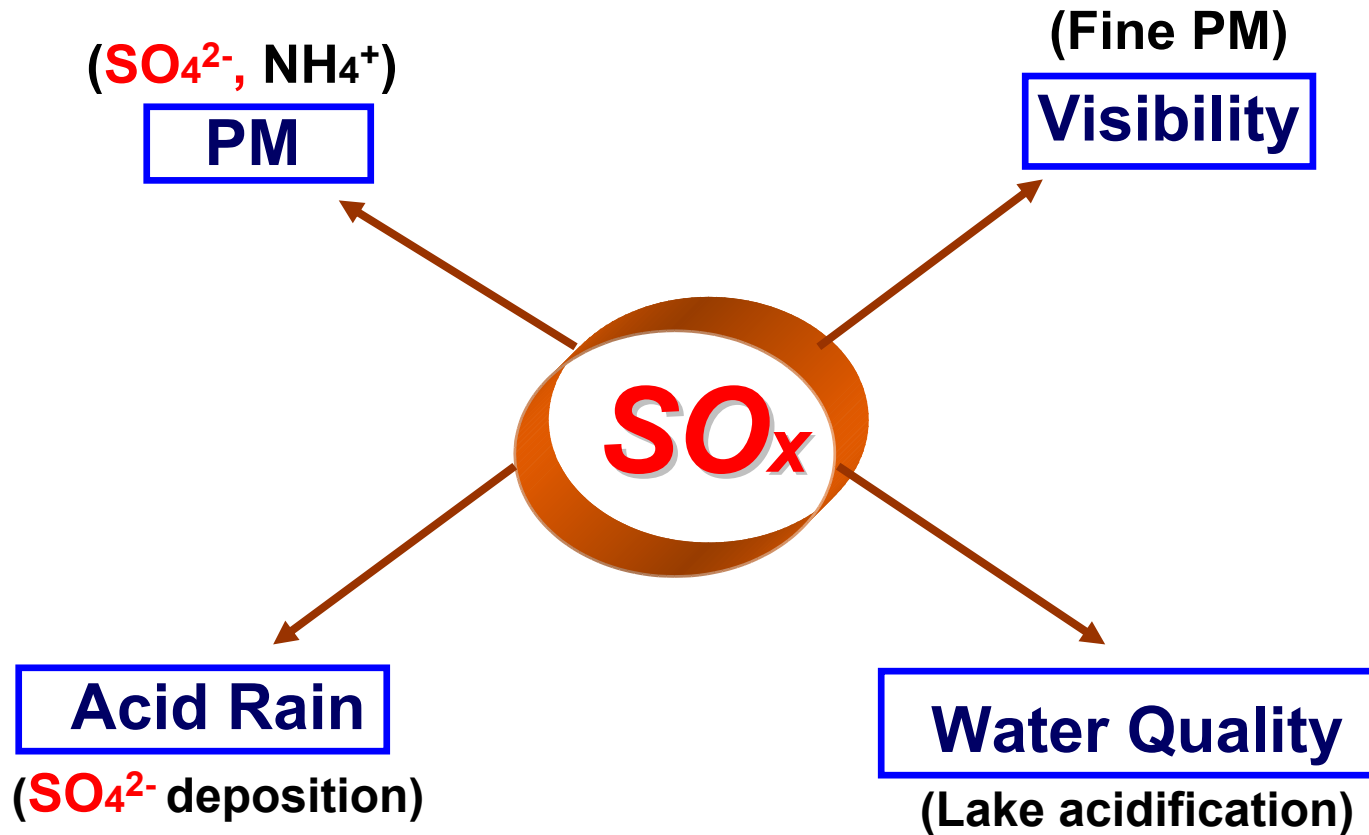 (SO₄²⁻, NH₄⁺)
PM
(Fine PM)
Visibility
SOₓ
Acid Rain
(SO₄²⁻ deposition)
Water Quality
(Lake acidification)